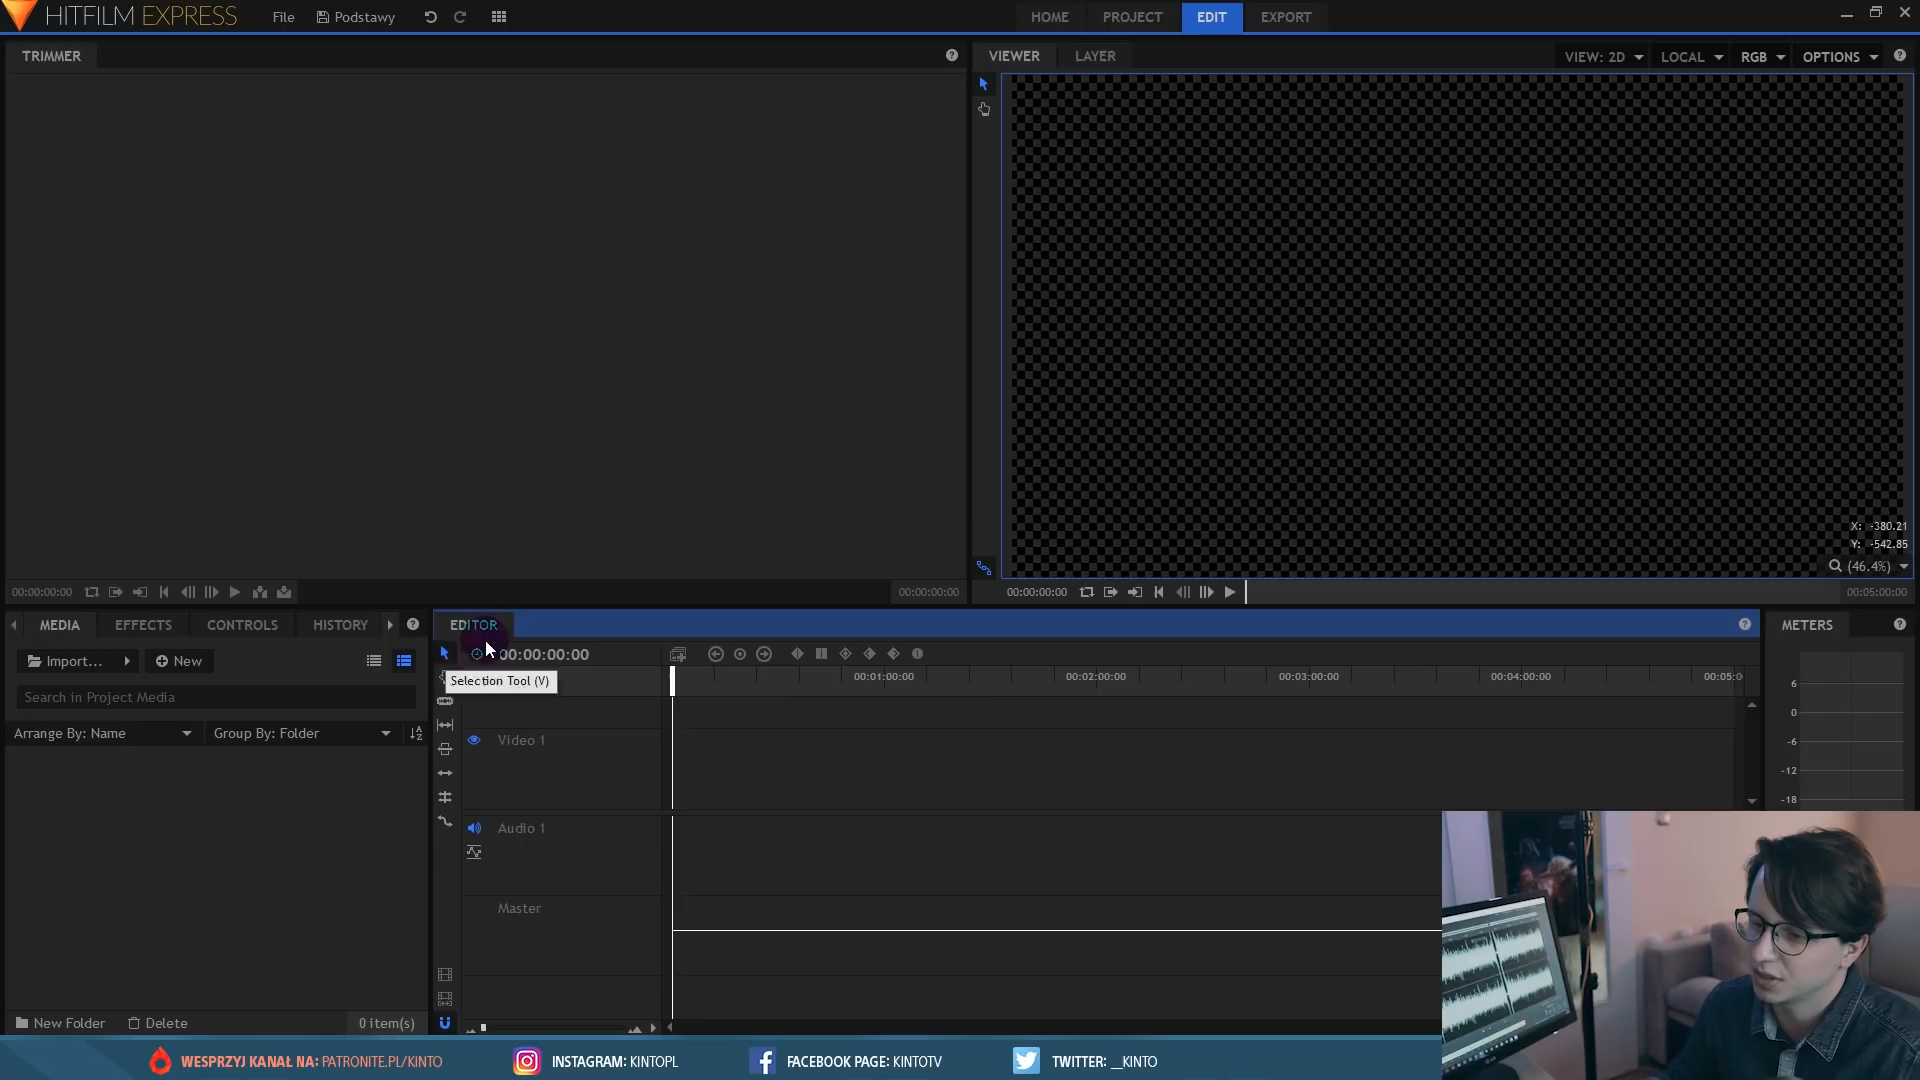 HITFILM EXPRESS
File
Podstawy
HOME
PROJECT
EDIT
EXPORT
TRIMMER
VIEWER
LAYER
VIEW: 2D
LOCAL
RGB
OPTIONS
X: -380.21
Y: -542.85
(46.4%)
00:00:00:00
00:00:00:00
00:00:00:00
00:05:00:00
MEDIA
EFFECTS
CONTROLS
HISTORY
EDITOR
METERS
Import...
New
00:00:00:00
Selection Tool (V)
Search in Project Media
00:01:00:00
00:02:00:00
00:03:00:00
00:04:00:00
00:05:0
6
0
-6
-12
-18
Arrange By: Name
Group By: Folder
Video 1
Audio 1
Master
New Folder
Delete
0 item(s)
WESPRZYJ KANAŁ NA: PATRONITE.PL/KINTO
INSTAGRAM: KINTOPL
FACEBOOK PAGE: KINTOTV
TWITTER: __KINTO